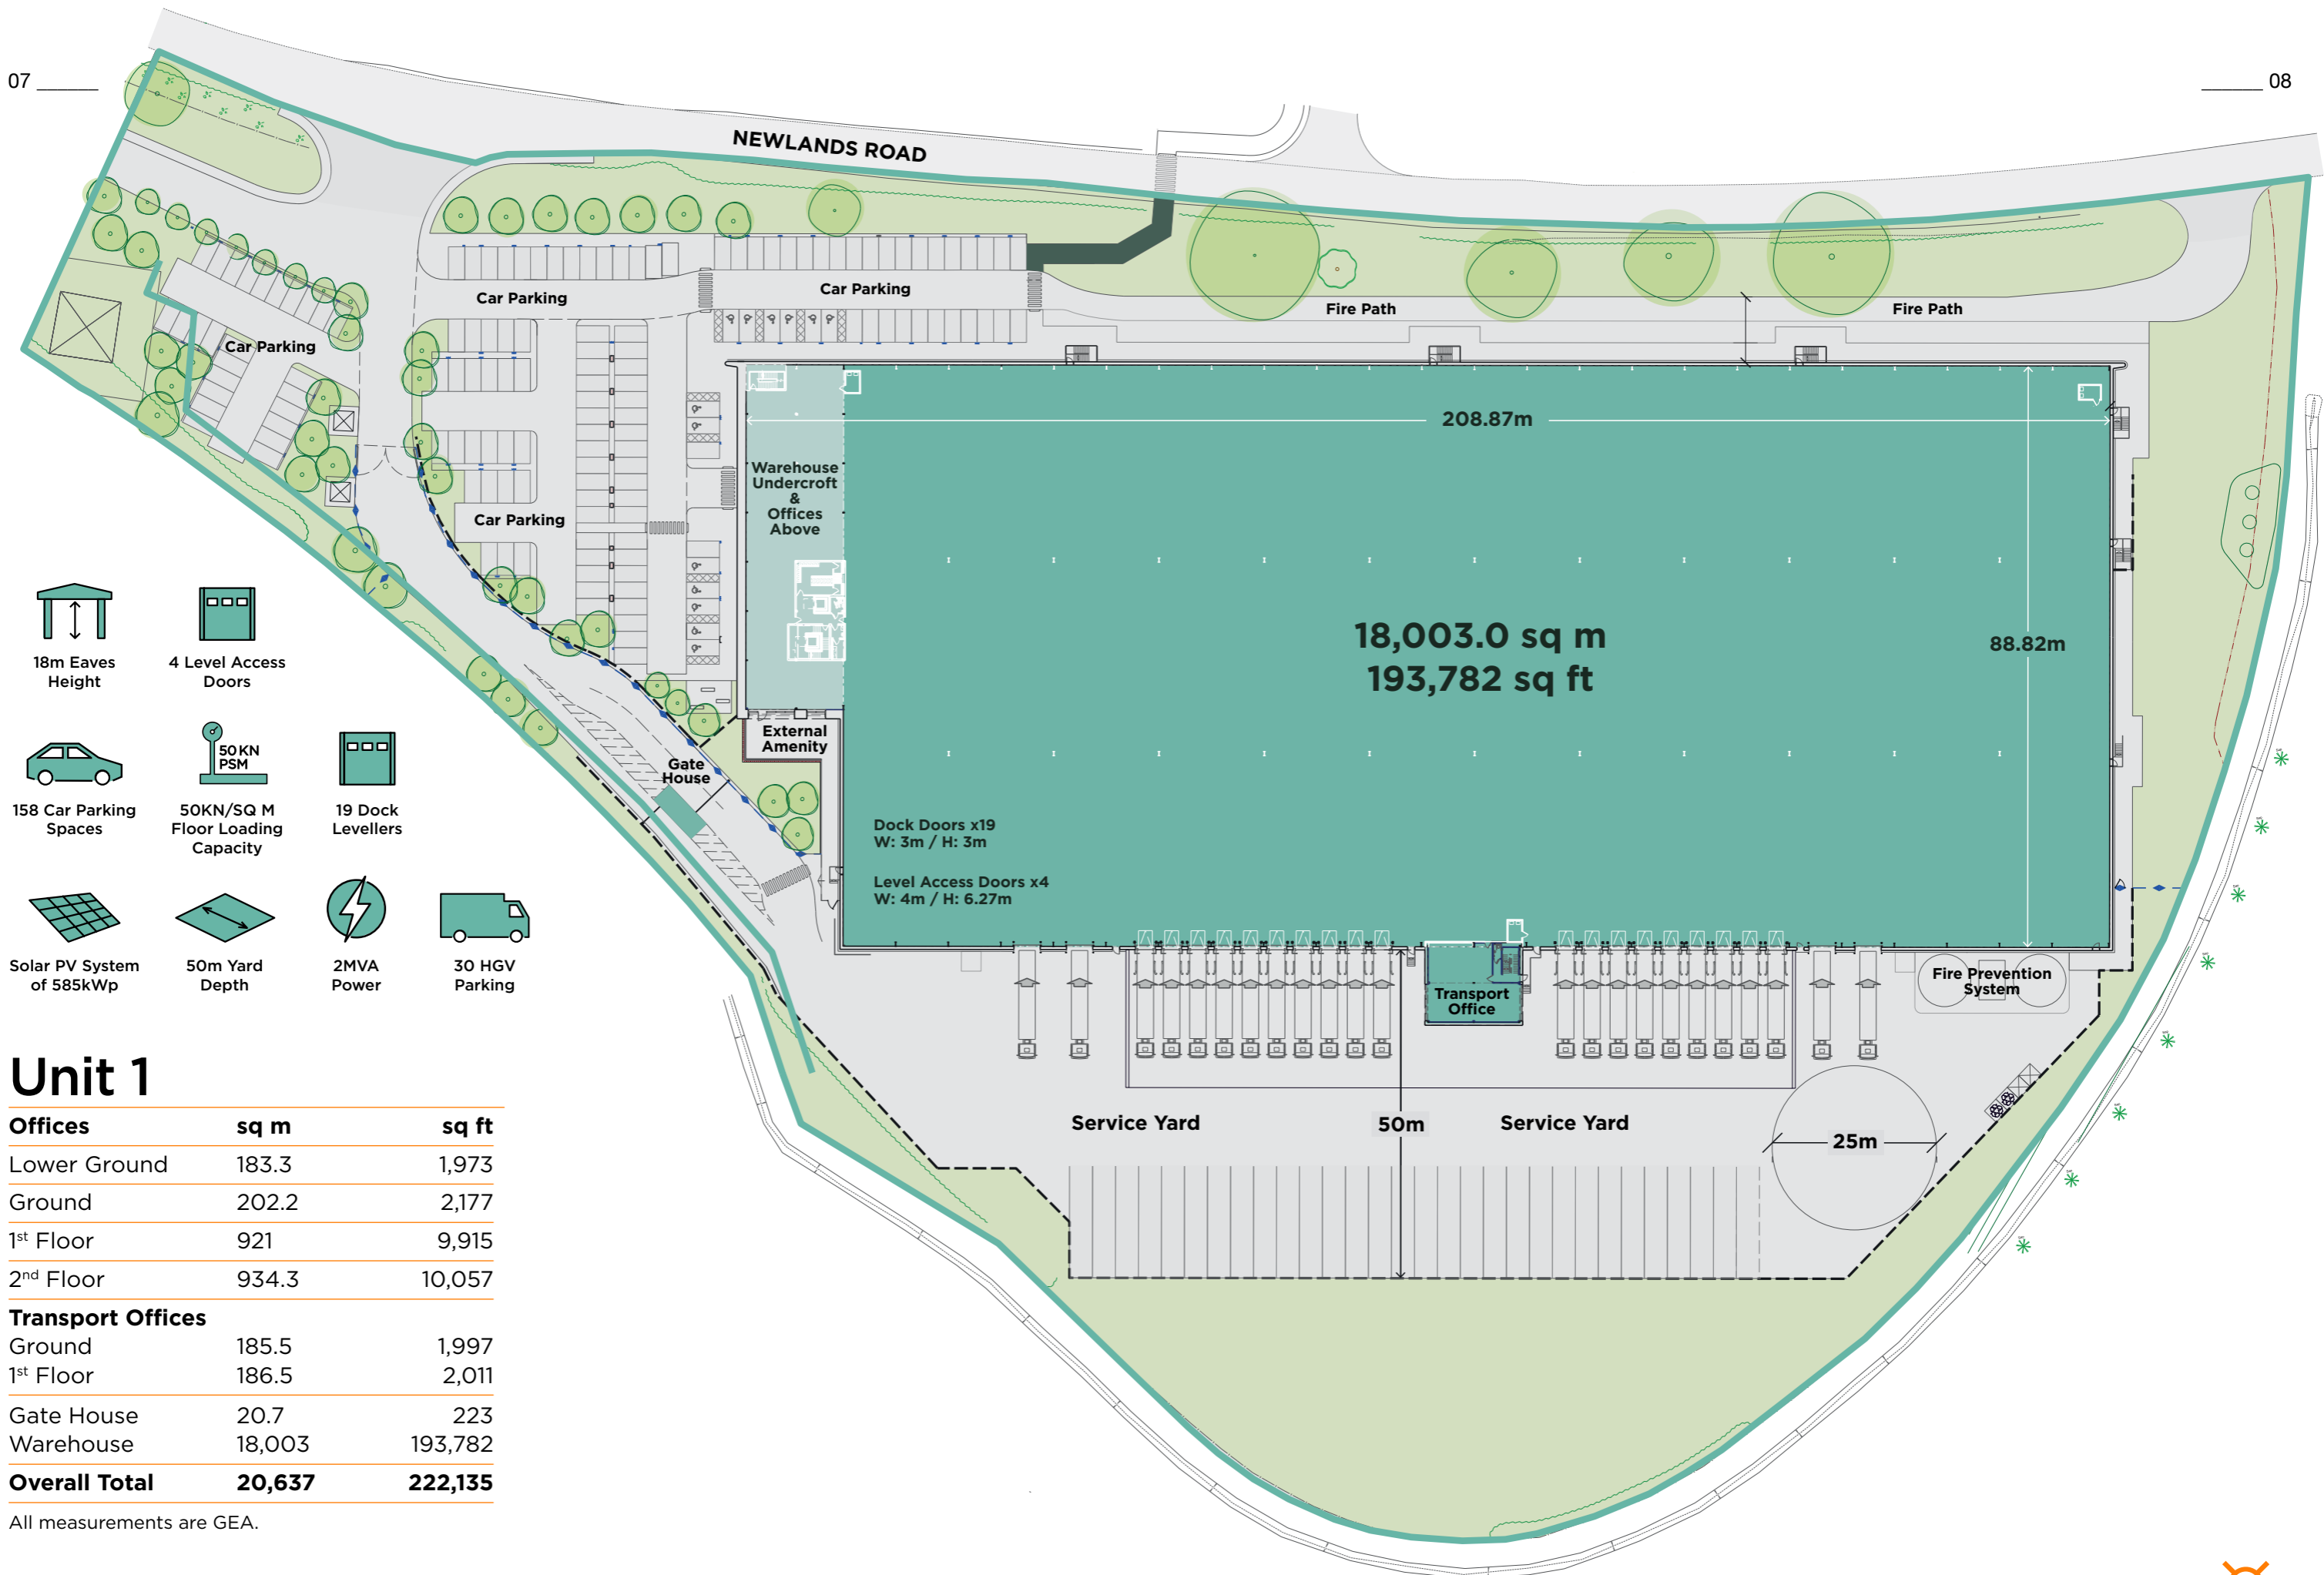 07
08
NEWLANDS ROAD
Car Parking
Car Parking
Fire Path
Fire Path
Car Parking
Car Parking
208.87m
Warehouse
Undercroft
&
Offices
Above
18,003.0 sq m
193,782 sq ft
88.82m
External
Amenity
Gate
House
Dock Doors x19
W: 3m / H: 3m
Level Access Doors x4
W: 4m / H: 6.27m
Transport
Office
Fire Prevention
System
Service Yard
50m
Service Yard
25m
18m Eaves
Height
4 Level Access
Doors
50 KN
PSM
158 Car Parking
Spaces
50KN/SQ M
Floor Loading
Capacity
19 Dock
Levellers
Solar PV System
of 585kWp
50m Yard
Depth
2MVA
Power
30 HGV
Parking
Unit 1
Offices sq m sq ft
Lower Ground 183.3 1,973
Ground 202.2 2,177
1st Floor 921 9,915
2nd Floor 934.3 10,057
Transport Offices
Ground 185.5 1,997
1st Floor 186.5 2,011
Gate House 20.7 223
Warehouse 18,003 193,782
Overall Total 20,637 222,135
All measurements are GEA.